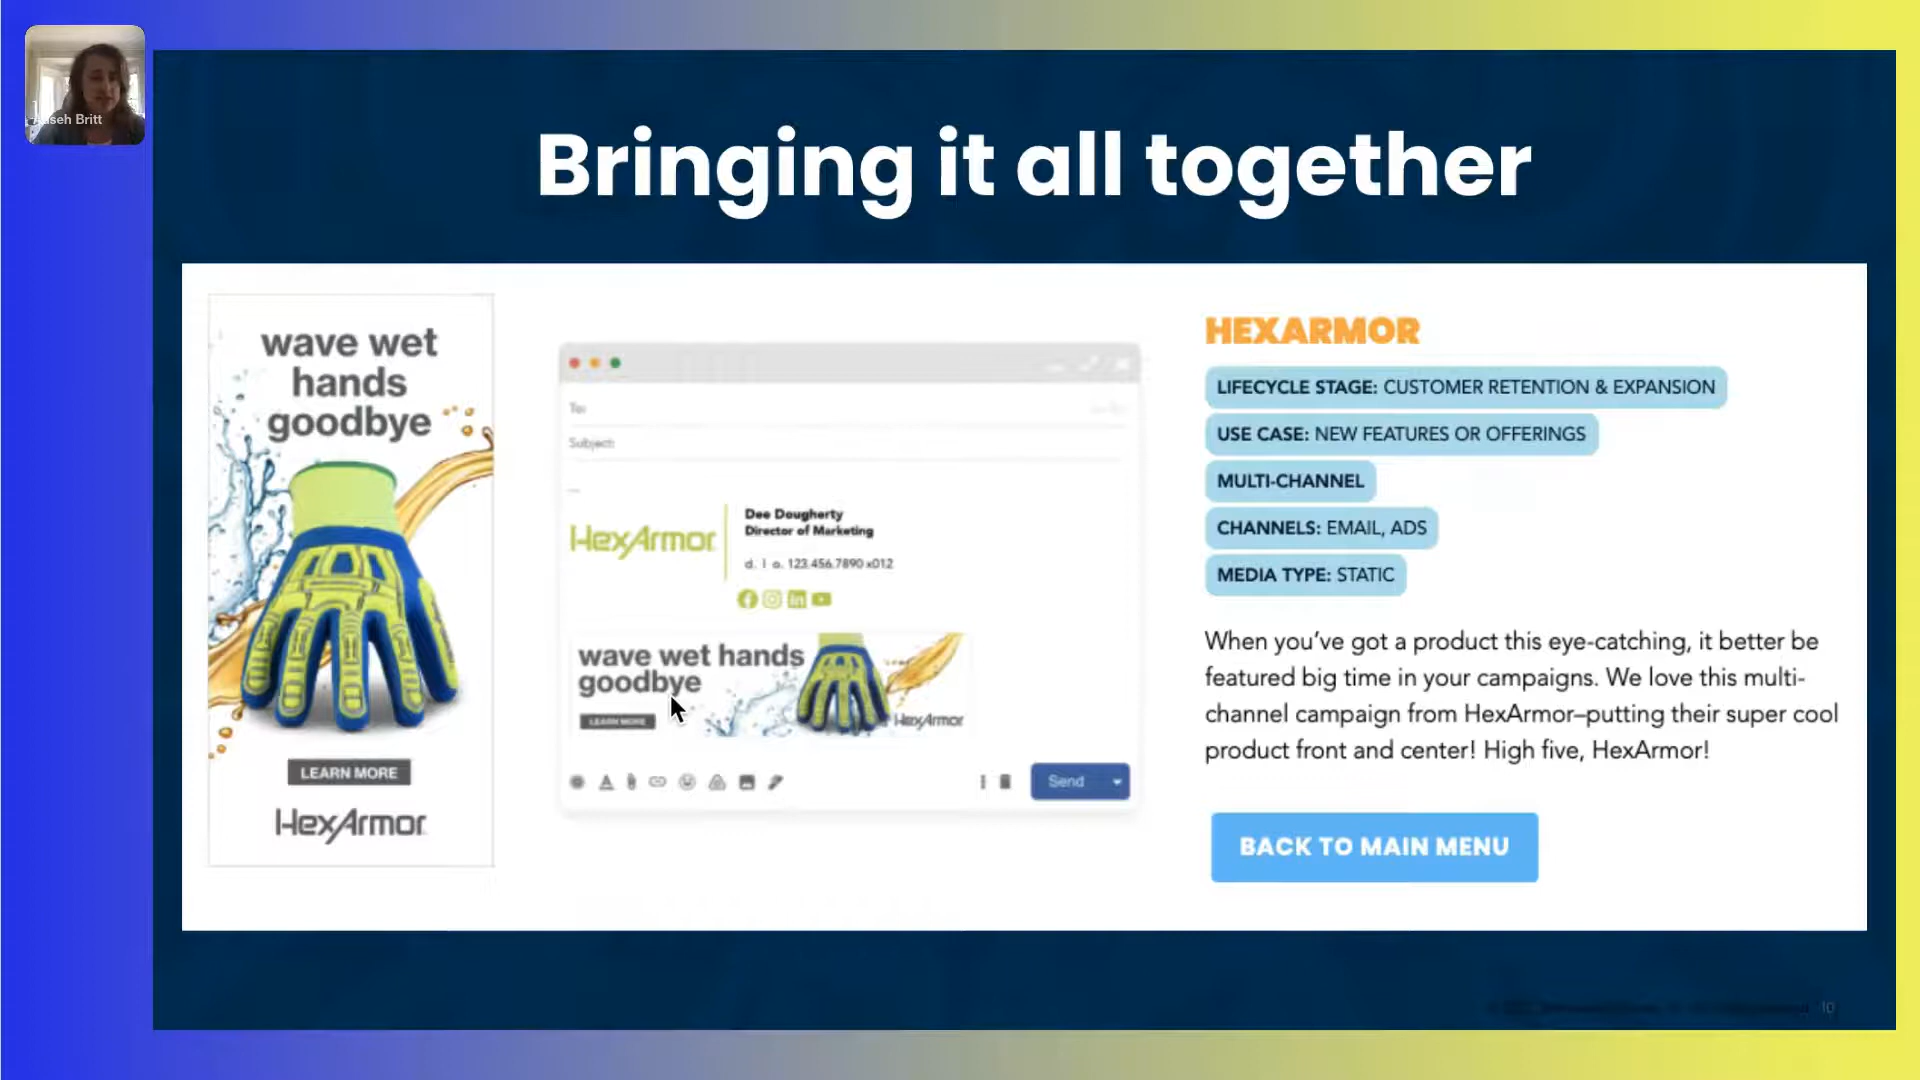 Britt
Bringing it all together
wave wet
hands
goodbye
LEARN MORE
HexArmor
To:
Subject:
HexArmor
Dee Dougherty
Director of Marketing
d. | o. 123.456.7890 x012
wave wet hands
goodbye
LEARN MORE
HexArmor
Send
HEXARMOR
LIFECYCLE STAGE: CUSTOMER RETENTION & EXPANSION
USE CASE: NEW FEATURES OR OFFERINGS
MULTI-CHANNEL
CHANNELS: EMAIL, ADS
MEDIA TYPE: STATIC
When you’ve got a product this eye-catching, it better be
featured big time in your campaigns. We love this multi-
channel campaign from HexArmor–putting their super cool
product front and center! High five, HexArmor!
BACK TO MAIN MENU
10